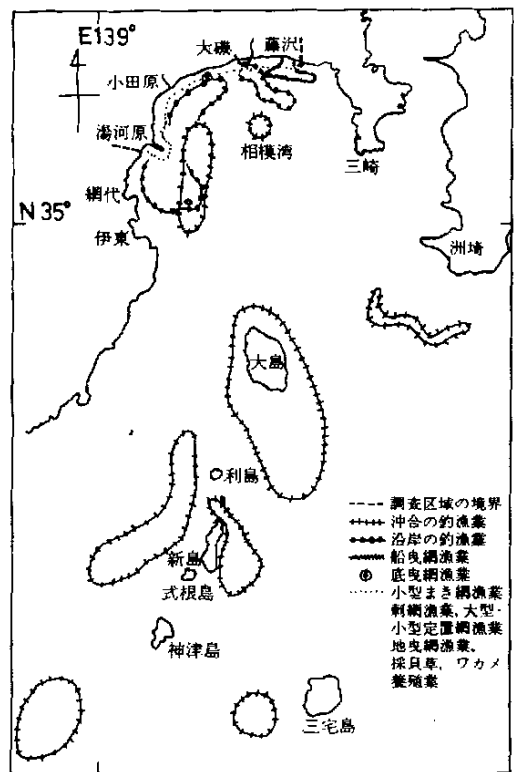 E139°
4
大磯
藤沢
小田原
湯河原
相模湾
三崎
網代
N 35°
伊東
洲埼
大島
利島
新島
式根島
神津島
三宅島
調査区域の境界
沖合の釣漁業
沿岸の釣漁業
船曳網漁業
底曳網漁業
小型まき網漁業
刺網漁業、大型・
小型定置網漁業
地曳網漁業、
採貝草、ワカメ
養殖業